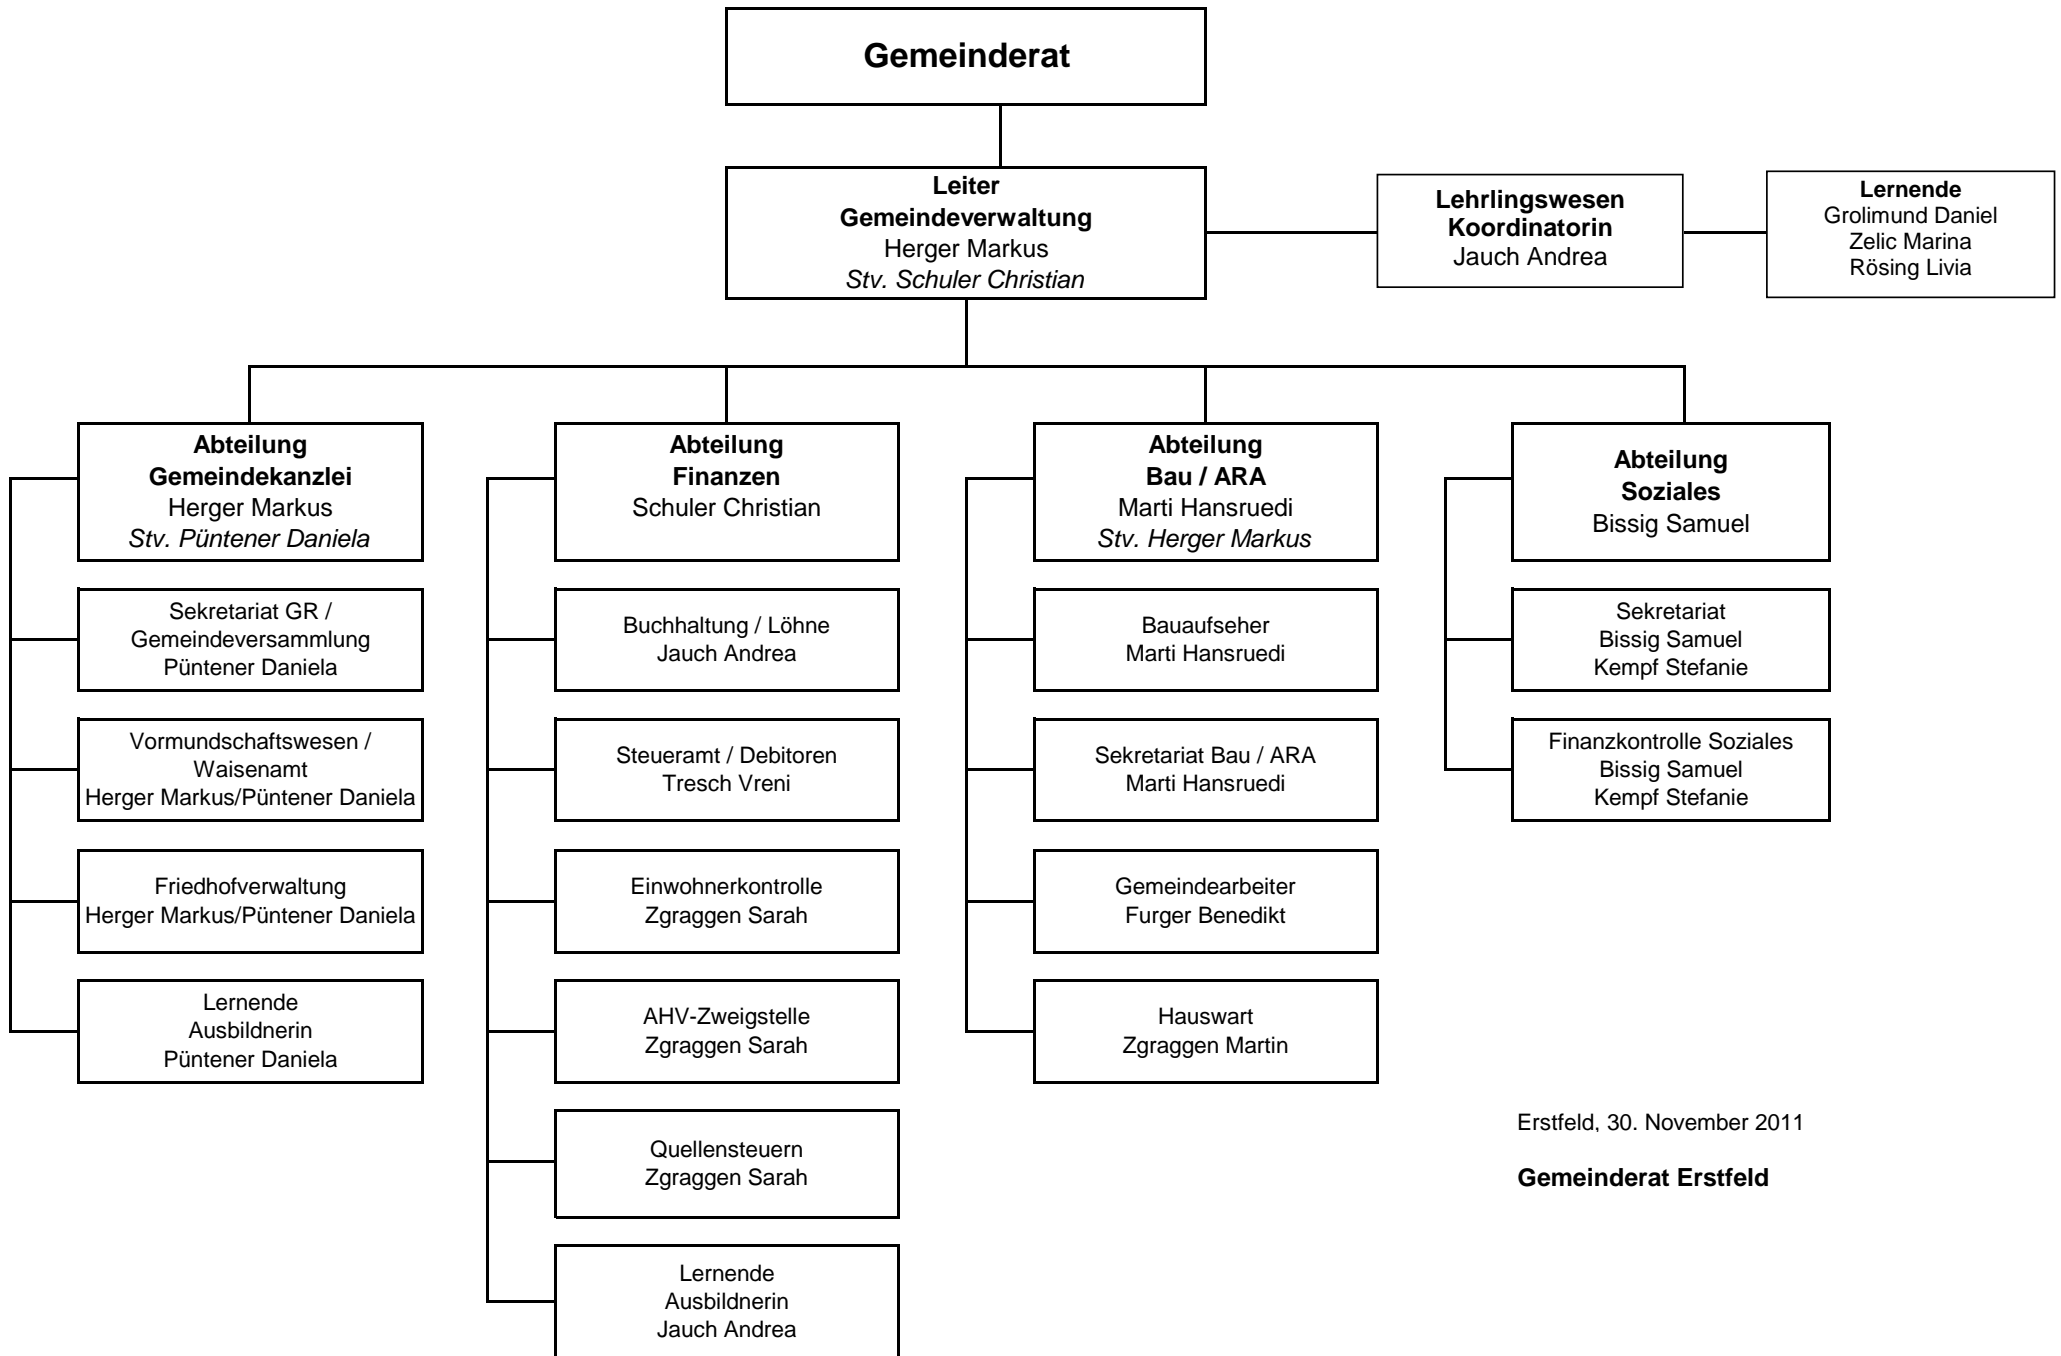 Gemeinderat
Leiter
Gemeindeverwaltung
Herger Markus
Stv. Schuler Christian
Lehrlingswesen
Koordinatorin
Jauch Andrea
Lernende
Grolimund Daniel
Zelic Marina
Rösing Livia
Abteilung
Gemeindekanzlei
Herger Markus
Stv. Püntener Daniela
Sekretariat GR /
Gemeindeversammlung
Püntener Daniela
Vormundschaftswesen /
Waisenamt
Herger Markus/Püntener Daniela
Friedhofverwaltung
Herger Markus/Püntener Daniela
Lernende
Ausbildnerin
Püntener Daniela
Abteilung
Finanzen
Schuler Christian
Buchhaltung / Löhne
Jauch Andrea
Steueramt / Debitoren
Tresch Vreni
Einwohnerkontrolle
Zgraggen Sarah
AHV-Zweigstelle
Zgraggen Sarah
Quellensteuern
Zgraggen Sarah
Lernende
Ausbildnerin
Jauch Andrea
Abteilung
Bau / ARA
Marti Hansruedi
Stv. Herger Markus
Bauaufseher
Marti Hansruedi
Sekretariat Bau / ARA
Marti Hansruedi
Gemeindearbeiter
Furger Benedikt
Hauswart
Zgraggen Martin
Abteilung
Soziales
Bissig Samuel
Sekretariat
Bissig Samuel
Kempf Stefanie
Finanzkontrolle Soziales
Bissig Samuel
Kempf Stefanie
Erstfeld, 30. November 2011
Gemeinderat Erstfeld